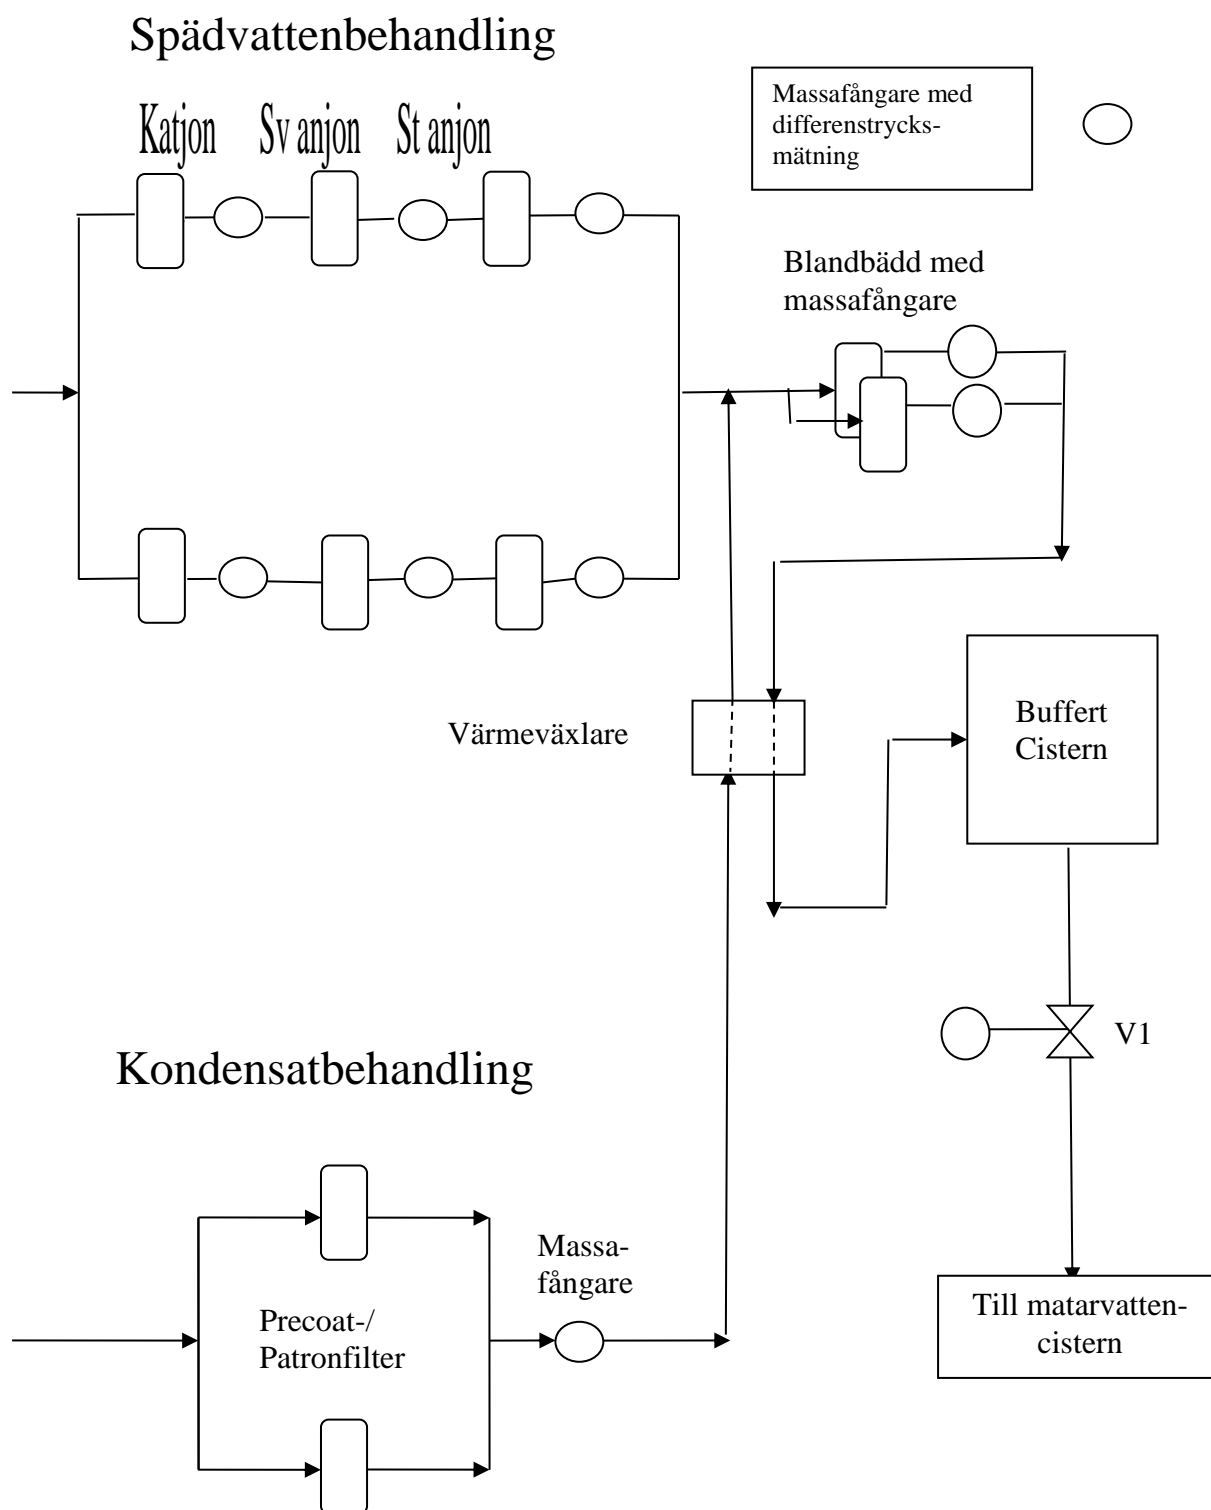 Spädvattenbehandling
Katjon Sv anjon St anjon
Massafångare med
differenstrycks-
mätning
Blandbädd med
massafångare
Värmeväxlare
Buffert
Cistern
V1
Kondensatbehandling
Massa-
fångare
Precoat-/
Patronfilter
Till matarvatten-
cistern